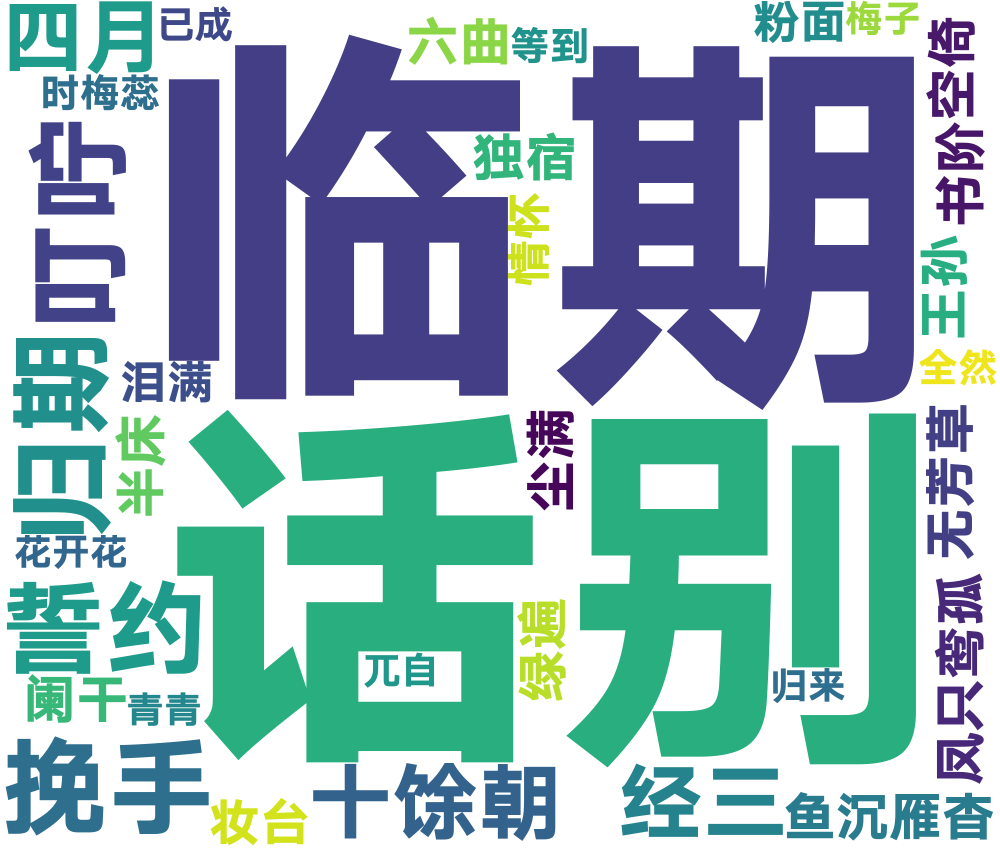 四月
已成
六曲
等到
粉面
梅子
时梅蕊
临期
空倚
书阶
独宿
叮咛
情怀
王孙
归期
泪满
全然
话别
半床
尘满
无芳草
花开花
誓约
绿遍
凤只鸾孤
兀自
归来
阑干
青青
挽手
十馀朝
经三
妆台
鱼沉雁杳